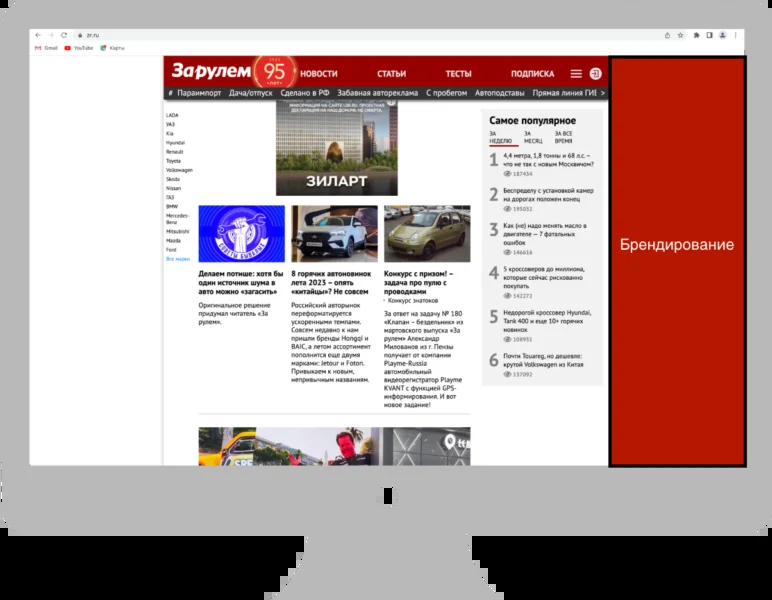 zr.ru
Gmail YouTube Карты
За рулем 95 ЛЕТ НОВОСТИ СТАТЬИ ТЕСТЫ ПОДПИСКА
# Параимпорт Дача/отпуск Сделано в РФ Забавная автореклама С пробегом Автоподставы Прямая линия ГИБ >
LADA
УАЗ
Kia
Hyundai
Renault
Toyota
Volkswagen
Skoda
Nissan
ГАЗ
BMW
Mercedes-
Benz
Mitsubishi
Mazda
Ford
Все марки
ЗИЛАРТ
СОВЕТЫ БЫВАЛЫХ
Делаем потише: хотя бы
один источник шума в
авто можно «загасить»
Оригинальное решение
придумал читатель «За
рулем».
8 горячих автоновинок
лета 2023 – опять
«китайцы»? Не совсем
Российский авторынок
переформатируется
ускоренными темпами.
Совсем недавно к нам
пришли бренды Hongqi и
BAIC, а летом ассортимент
пополнится еще двумя
марками: Jetour и Foton.
Привыкаем к новым,
непривычным названиям.
Конкурс с призом! –
задача про пулю с
проводками
Конкурс знатоков
За ответ на задачу № 180
«Клапан – бездельник» из
мартовского выпуска «За
рулем» Александр
Милованов из г. Пензы
получает от компании
Playme-Russia
автомобильный
видеорегистратор Playme
KVANT с функцией GPS-
информирования. И вот
новое задание!
Самое популярное
ЗА НЕДЕЛЮ ЗА МЕСЯЦ ЗА ВСЕ ВРЕМЯ
1 4,4 метра, 1,8 тонны и 68 л.с. –
что не так с новым Москвичом?
187434
2 Беспределу с установкой камер
на дорогах положен конец
195032
3 Как (не) надо менять масло в
двигателе — 7 фатальных
ошибок
146616
4 5 кроссоверов до миллиона,
которые сейчас рискованно
покупать
142272
5 Недорогой кроссовер Hyundai,
Tank 400 и еще 10+ горячих
новинок
108931
6 Почти Touareg, но дешевле:
крутой Volkswagen из Китая
137092
Брендирование